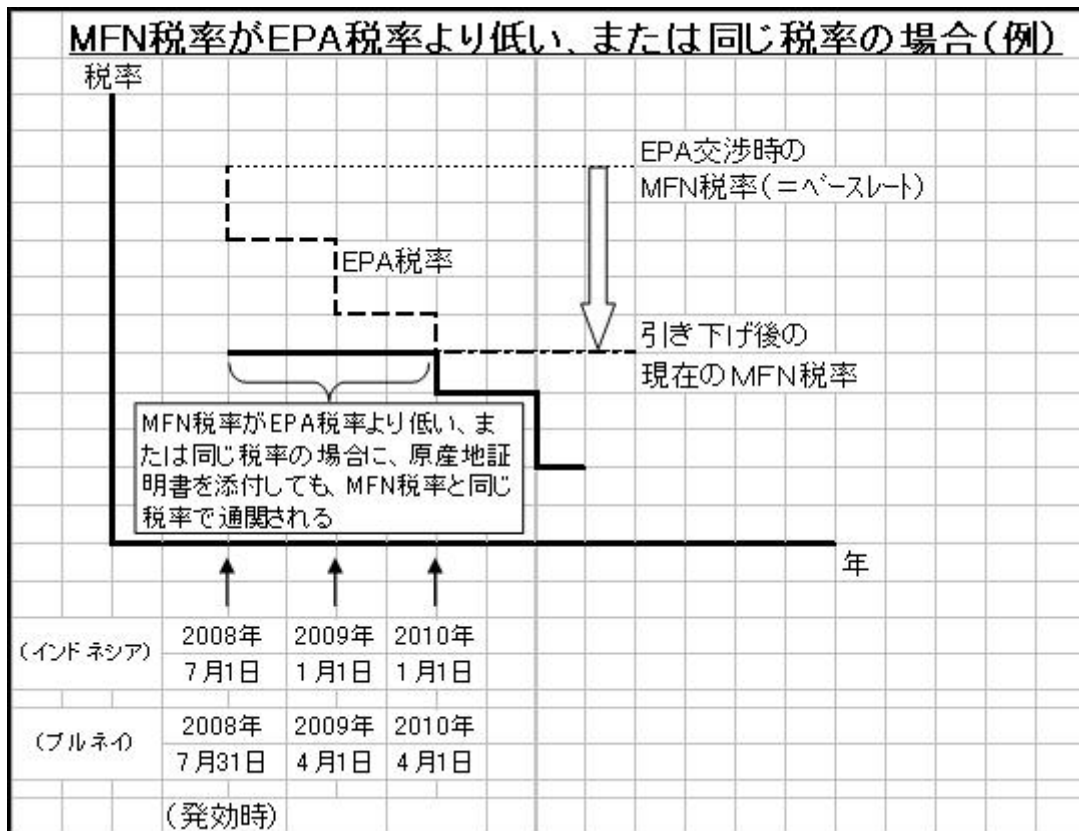 MFN税率がEPA税率より低い、または同じ税率の場合(例)
税率
EPA交渉時の
MFN税率(=ベースレート)
EPA税率
引き下げ後の
現在のMFN税率
MFN税率がEPA税率より低い、ま
たは同じ税率の場合に、原産地証
明書を添付しても、MFN税率と同じ
税率で通関される
年
(インドネシア)
2008年 2009年 2010年
7月1日 1月1日 1月1日
(ブルネイ)
2008年 2009年 2010年
7月31日 4月1日 4月1日
(発効時)